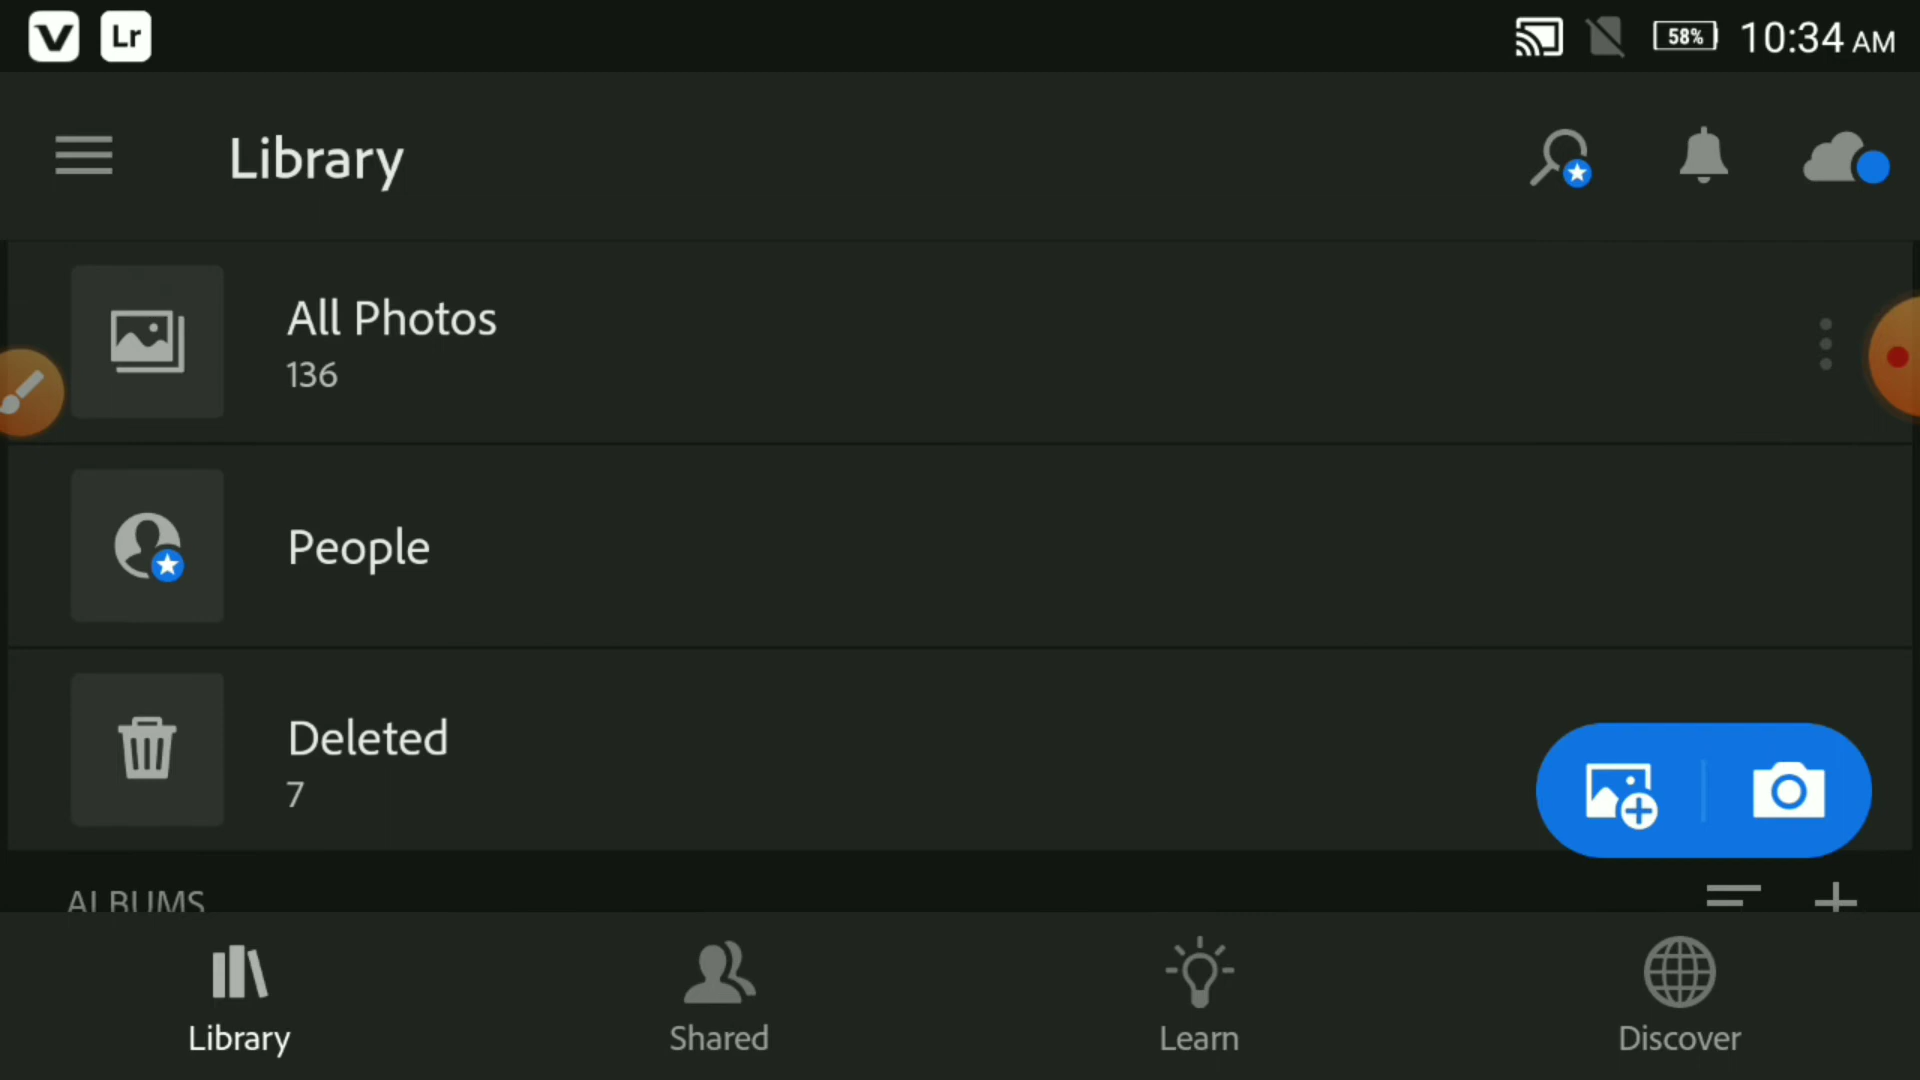 V Lr 58% 10:34 AM
Library
All Photos
136
People
Deleted
7
ALBUMS
Library Shared Learn Discover